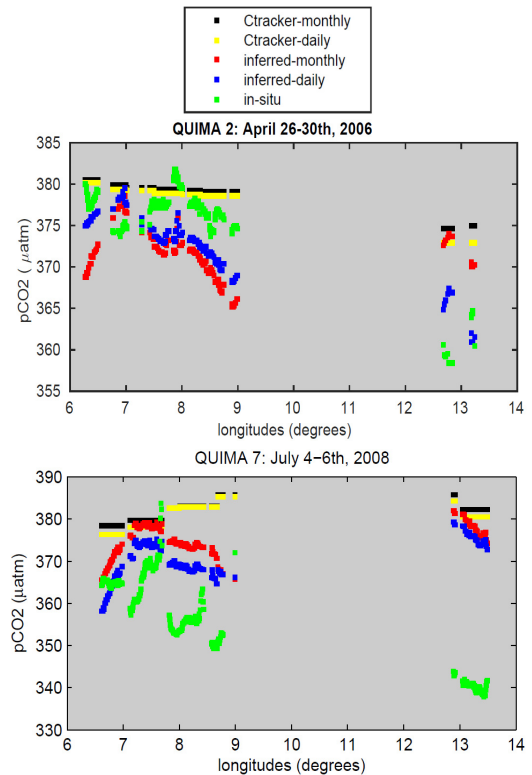 Ctracker-monthly
Ctracker-daily
inferred-monthly
inferred-daily
in-situ
QUIMA 2: April 26-30th, 2006
385
380
375
370
365
360
355
pCO2 ( μatm)
6 7 8 9 10 11 12 13 14
longitudes (degrees)
QUIMA 7: July 4–6th, 2008
390
380
370
360
350
340
330
pCO2 (μatm)
6 7 8 9 10 11 12 13 14
longitudes (degrees)